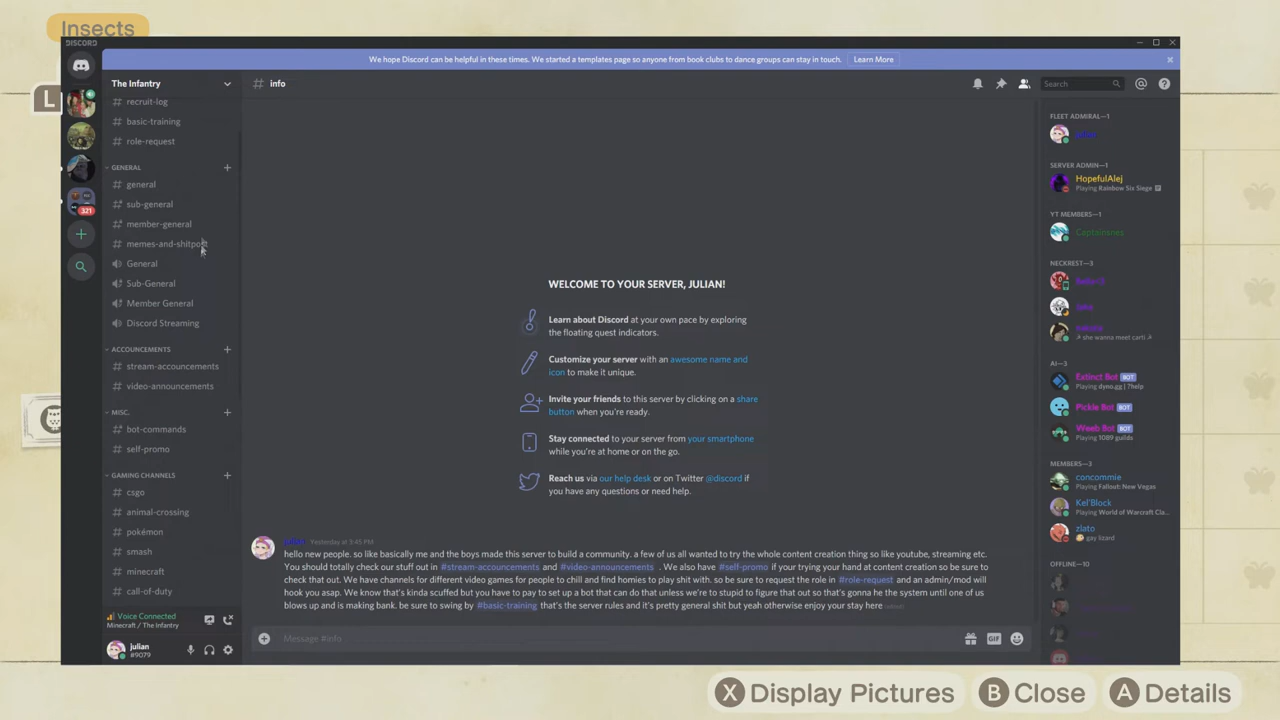 Insects
DISCORD
We hope Discord can be helpful in these times. We started a templates page so anyone from book clubs to dance groups can stay in touch.
Learn More
L
321
The Infantry
recruit-log
basic-training
role-request
GENERAL
general
sub-general
member-general
memes-and-shitpost
General
Sub-General
Member General
Discord Streaming
ACCOUNCEMENTS
stream-accouncements
video-announcements
MISC.
bot-commands
self-promo
GAMING CHANNELS
csgo
animal-crossing
pokémon
smash
minecraft
call-of-duty
Voice Connected
Minecraft / The Infantry
julian
#9079
# info
Search
WELCOME TO YOUR SERVER, JULIAN!
Learn about Discord at your own pace by exploring
the floating quest indicators.
Customize your server with an awesome name and
icon to make it unique.
Invite your friends to this server by clicking on a share
button when you're ready.
Stay connected to your server from your smartphone
while you're at home or on the go.
Reach us via our help desk or on Twitter @discord if
you have any questions or need help.
julian Yesterday at 3:45 PM
hello new people. so like basically me and the boys made this server to build a community. a few of us all wanted to try the whole content creation thing so like youtube, streaming etc.
You should totally check our stuff out in #stream-accouncements and #video-announcements . We also have #self-promo if your trying your hand at content creation so be sure to
check that out. We have channels for different video games for people to chill and find homies to play shit with. so be sure to request the role in #role-request and an admin/mod will
hook you asap. We know that's kinda scuffed but you have to pay to set up a bot that can do that unless we're to stupid to figure that out so that's gonna be the system until one of us
blows up and is making bank. be sure to swing by #basic-training that's the server rules and it's pretty general shit but yeah otherwise enjoy your stay here (edited)
Message #info
GIF
FLEET ADMIRAL—1
julian
SERVER ADMIN—1
HopefulAlej
Playing Rainbow Six Siege
YT MEMBERS—1
Captainsnez
NECKREST—3
she wanna meet carti
AI—3
Extinct Bot BOT
Playing dyno.gg | ?help
Pickle Bot BOT
Weeb Bot BOT
Playing 1089 guilds
MEMBERS—3
concommie
Playing Fallout: New Vegas
Kel'Block
Playing World of Warcraft Cla...
ziato
gay lizard
OFFLINE—10
X Display Pictures
B Close
A Details